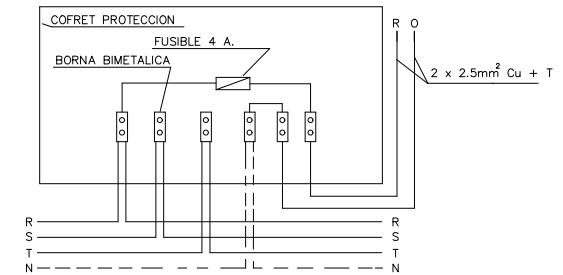 COFRET PROTECCION
R O
FUSIBLE 4 A.
BORNA BIMETALICA
2 x 2.5mm² Cu + T
R R
S S
T T
N N